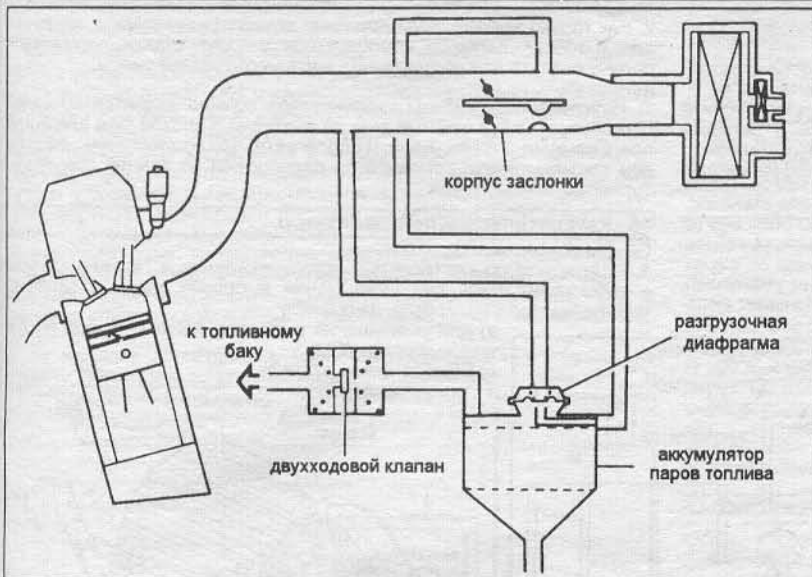 корпус заслонки
к топливному
баку
разгрузочная
диафрагма
двухходовой клапан
аккумулятор
паров топлива